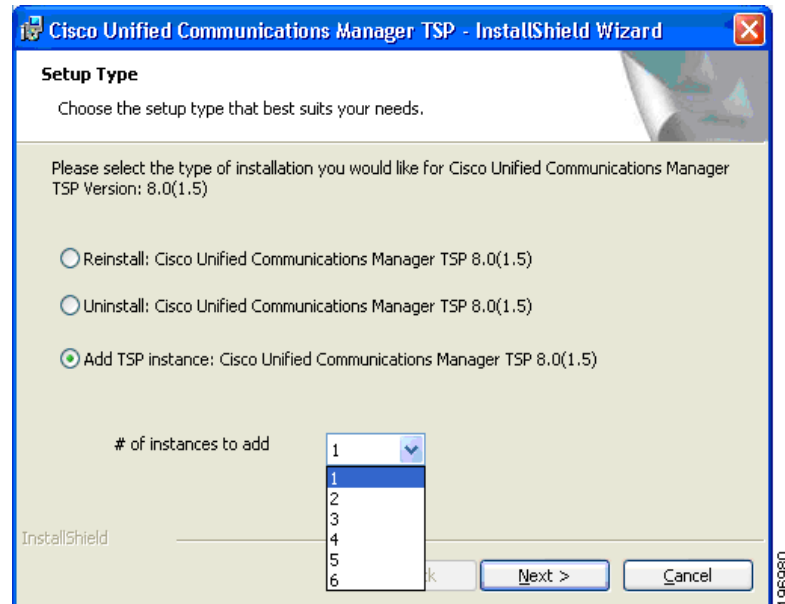 Cisco Unified Communications Manager TSP - InstallShield Wizard
Setup Type
Choose the setup type that best suits your needs.
Please select the type of installation you would like for Cisco Unified Communications Manager
TSP Version: 8.0(1.5)
Reinstall: Cisco Unified Communications Manager TSP 8.0(1.5)
Uninstall: Cisco Unified Communications Manager TSP 8.0(1.5)
Add TSP instance: Cisco Unified Communications Manager TSP 8.0(1.5)
# of instances to add
1
1
2
3
4
5
6
InstallShield
Next >
Cancel
196980